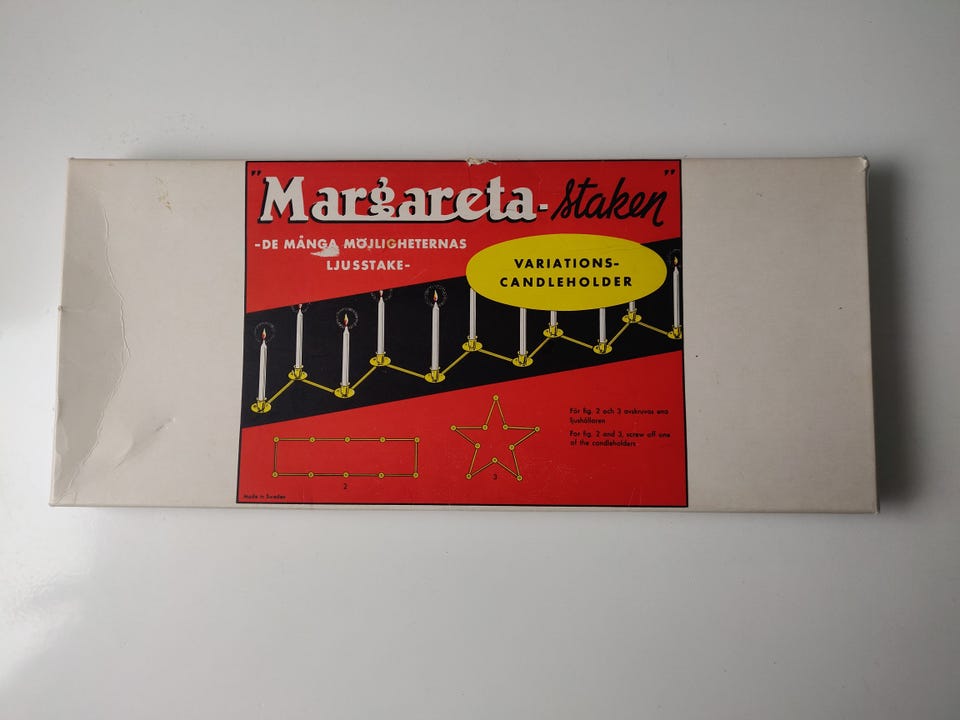 "Margareta-staken"
-DE MÅNGA MÖJLIGHETERNAS
LJUSSTAKE-
VARIATIONS-
CANDLEHOLDER
För fig. 2 och 3 avskruvas ena
ljushållaren
For fig. 2 and 3, screw off one
of the candleholders
2
3
Made in Sweden